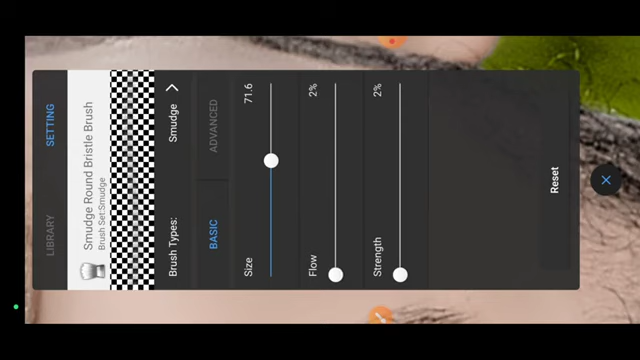 LIBRARY
SETTING
Smudge Round Bristle Brush
Brush Set:Smudge
Brush Types:
Smudge
BASIC
ADVANCED
Size
71.6
Flow
2%
Strength
2%
Reset